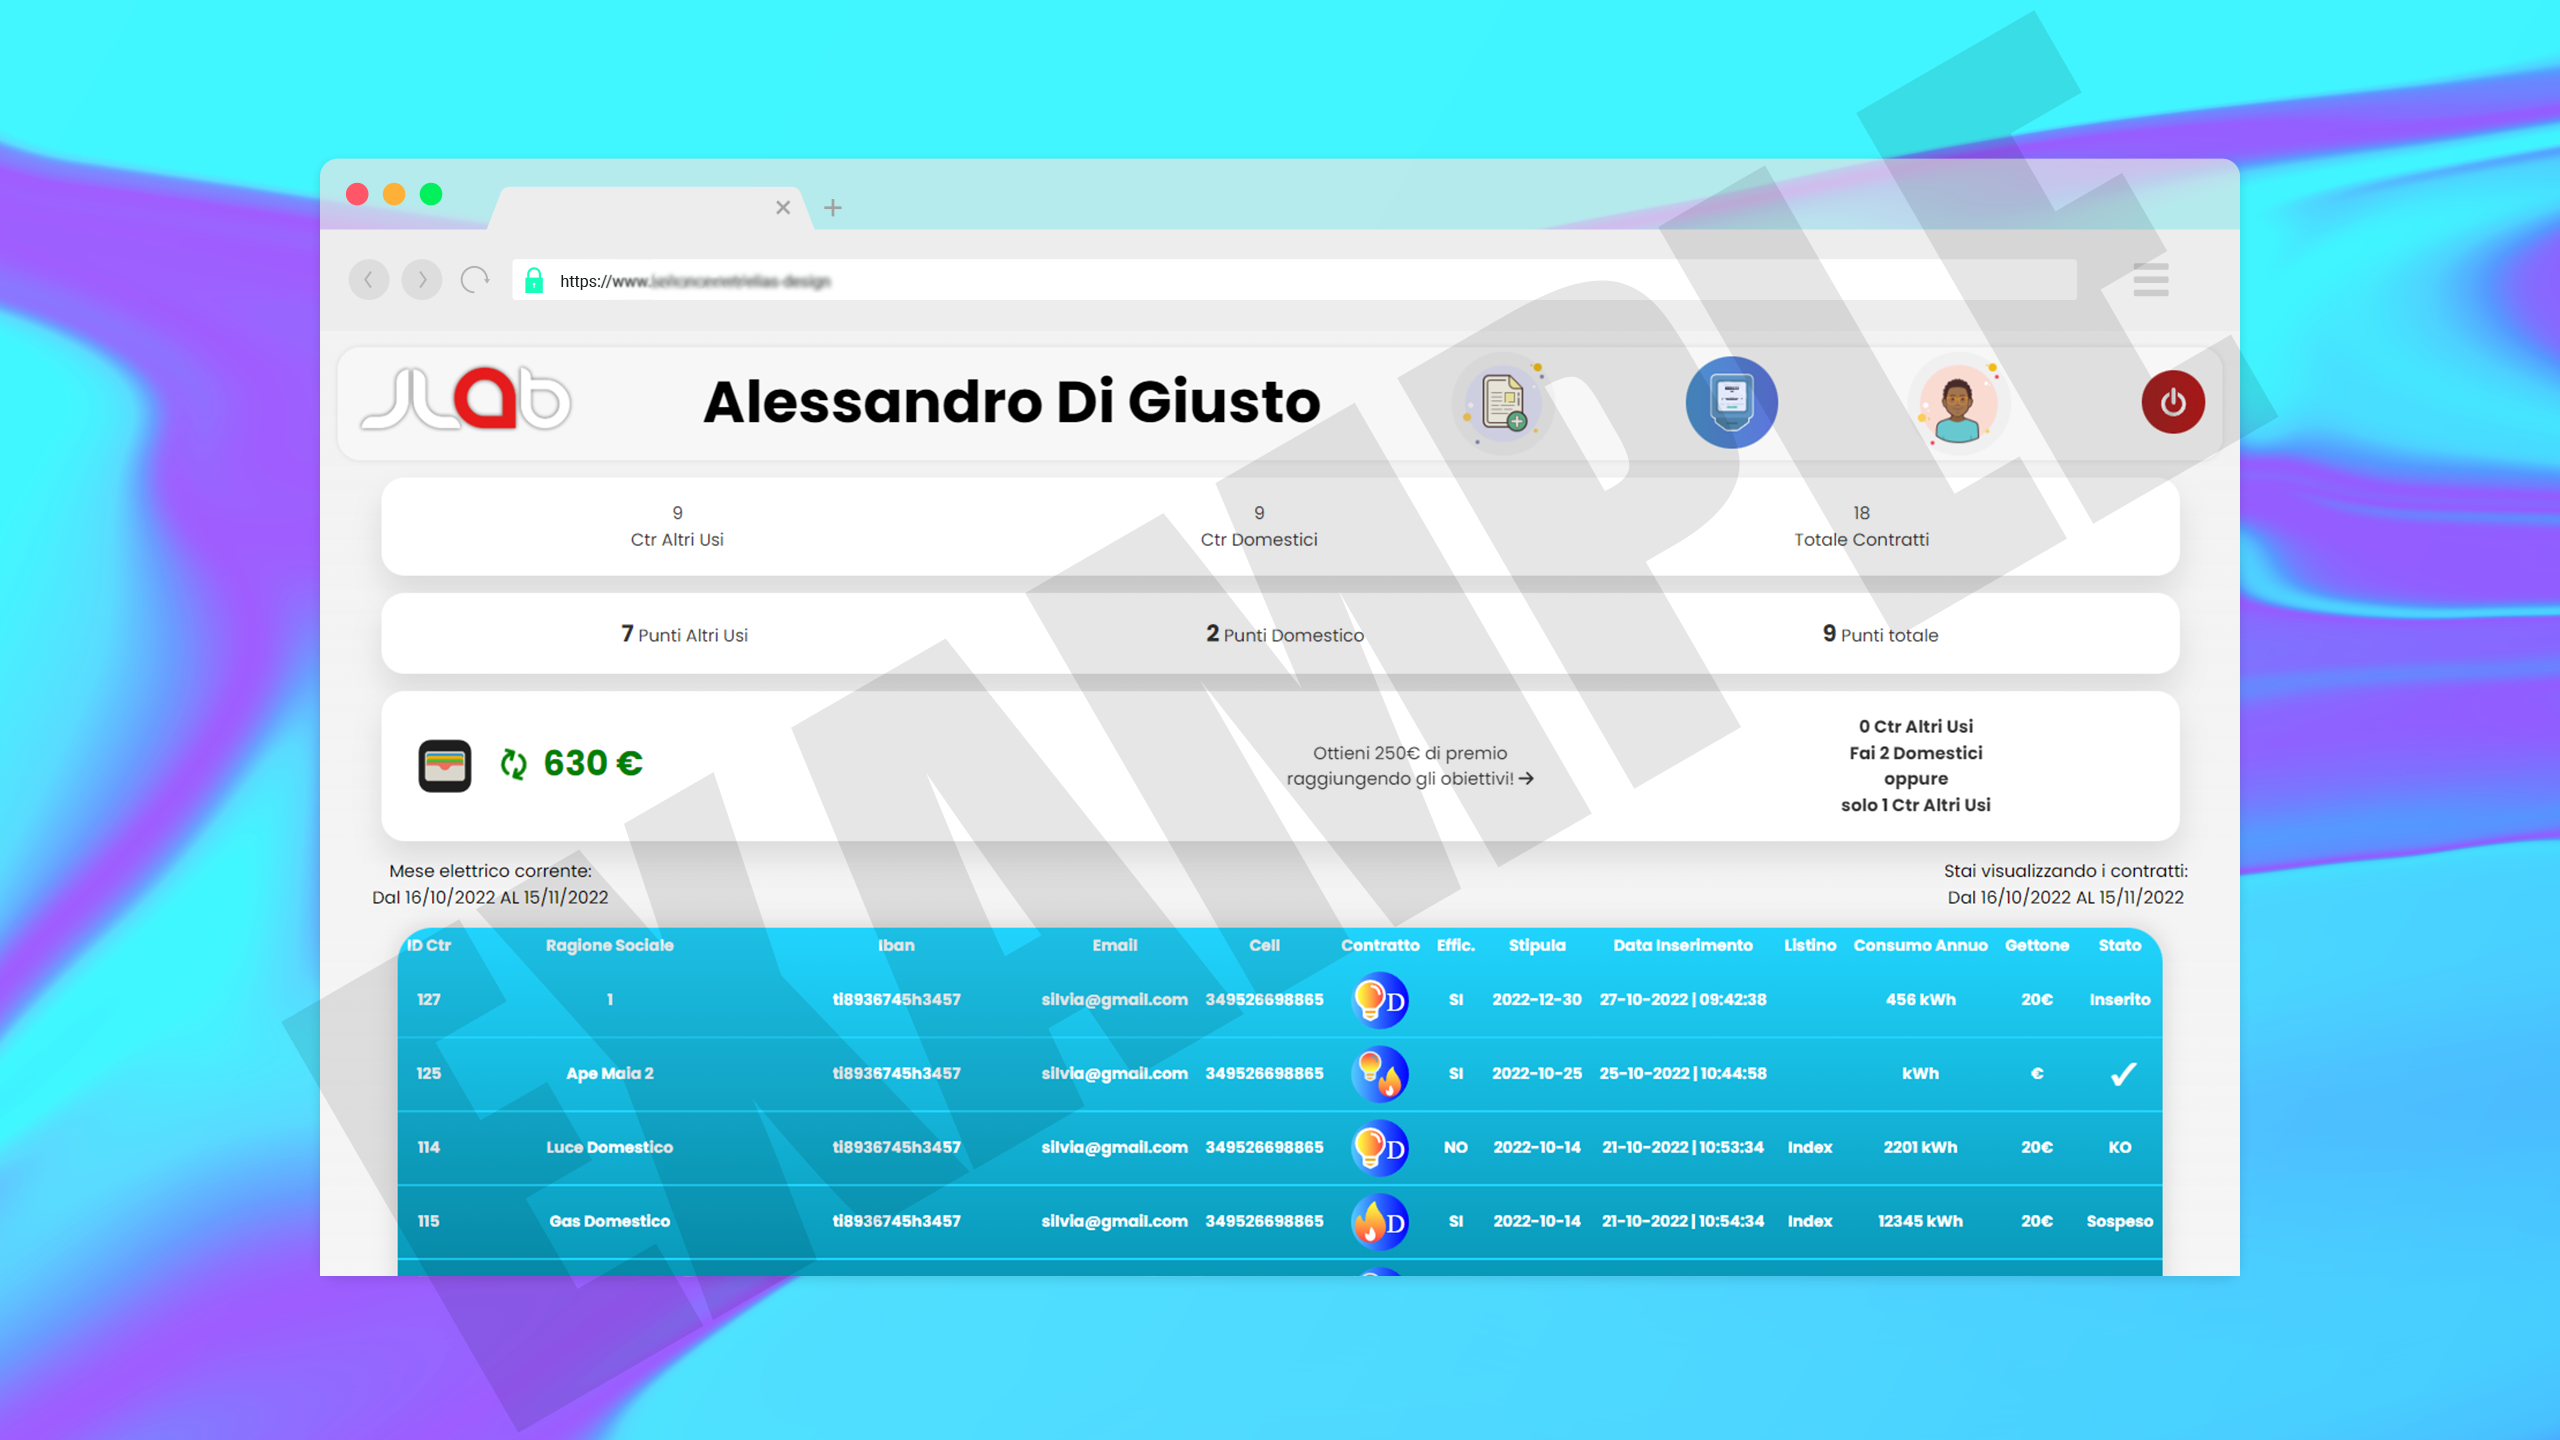 https://www.
JLab
Alessandro Di Giusto
9
Ctr Altri Usi
9
Ctr Domestici
18
Totale Contratti
7 Punti Altri Usi
2 Punti Domestico
9 Punti totale
630 €
Ottieni 250€ di premio
raggiungendo gli obiettivi! →
0 Ctr Altri Usi
Fai 2 Domestici
oppure
solo 1 Ctr Altri Usi
Mese elettrico corrente:
Dal 16/10/2022 AL 15/11/2022
Stai visualizzando i contratti:
Dal 16/10/2022 AL 15/11/2022
ID Ctr Ragione Sociale Iban Email Cell Contratto Effic. Stipula Data Inserimento Listino Consumo Annuo Gettone Stato
127 1 ti8936745h3457 silvia@gmail.com 349526698865 D SI 2022-12-30 27-10-2022 | 09:42:38 456 kWh 20€ Inserito
125 Ape Maia 2 ti8936745h3457 silvia@gmail.com 349526698865 SI 2022-10-25 25-10-2022 | 10:44:58 kWh € ✓
114 Luce Domestico ti8936745h3457 silvia@gmail.com 349526698865 D NO 2022-10-14 21-10-2022 | 10:53:34 Index 2201 kWh 20€ KO
115 Gas Domestico ti8936745h3457 silvia@gmail.com 349526698865 D SI 2022-10-14 21-10-2022 | 10:54:34 Index 12345 kWh 20€ Sospeso
EXAMPLE